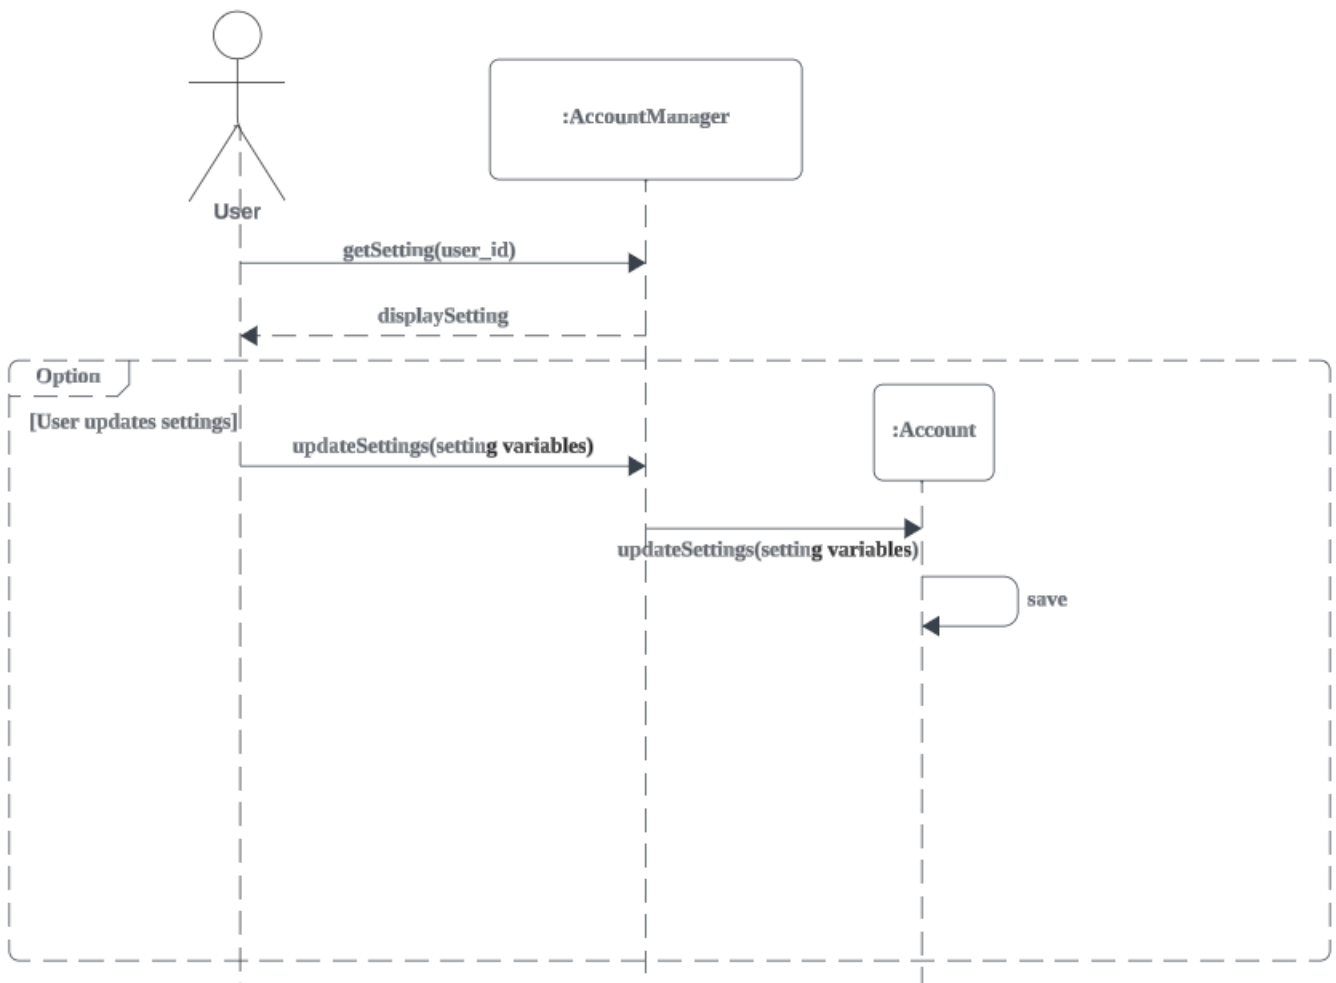 :AccountManager
User
getSetting(user_id)
displaySetting
Option
[User updates settings]
:Account
updateSettings(setting variables)
updateSettings(setting variables)
save